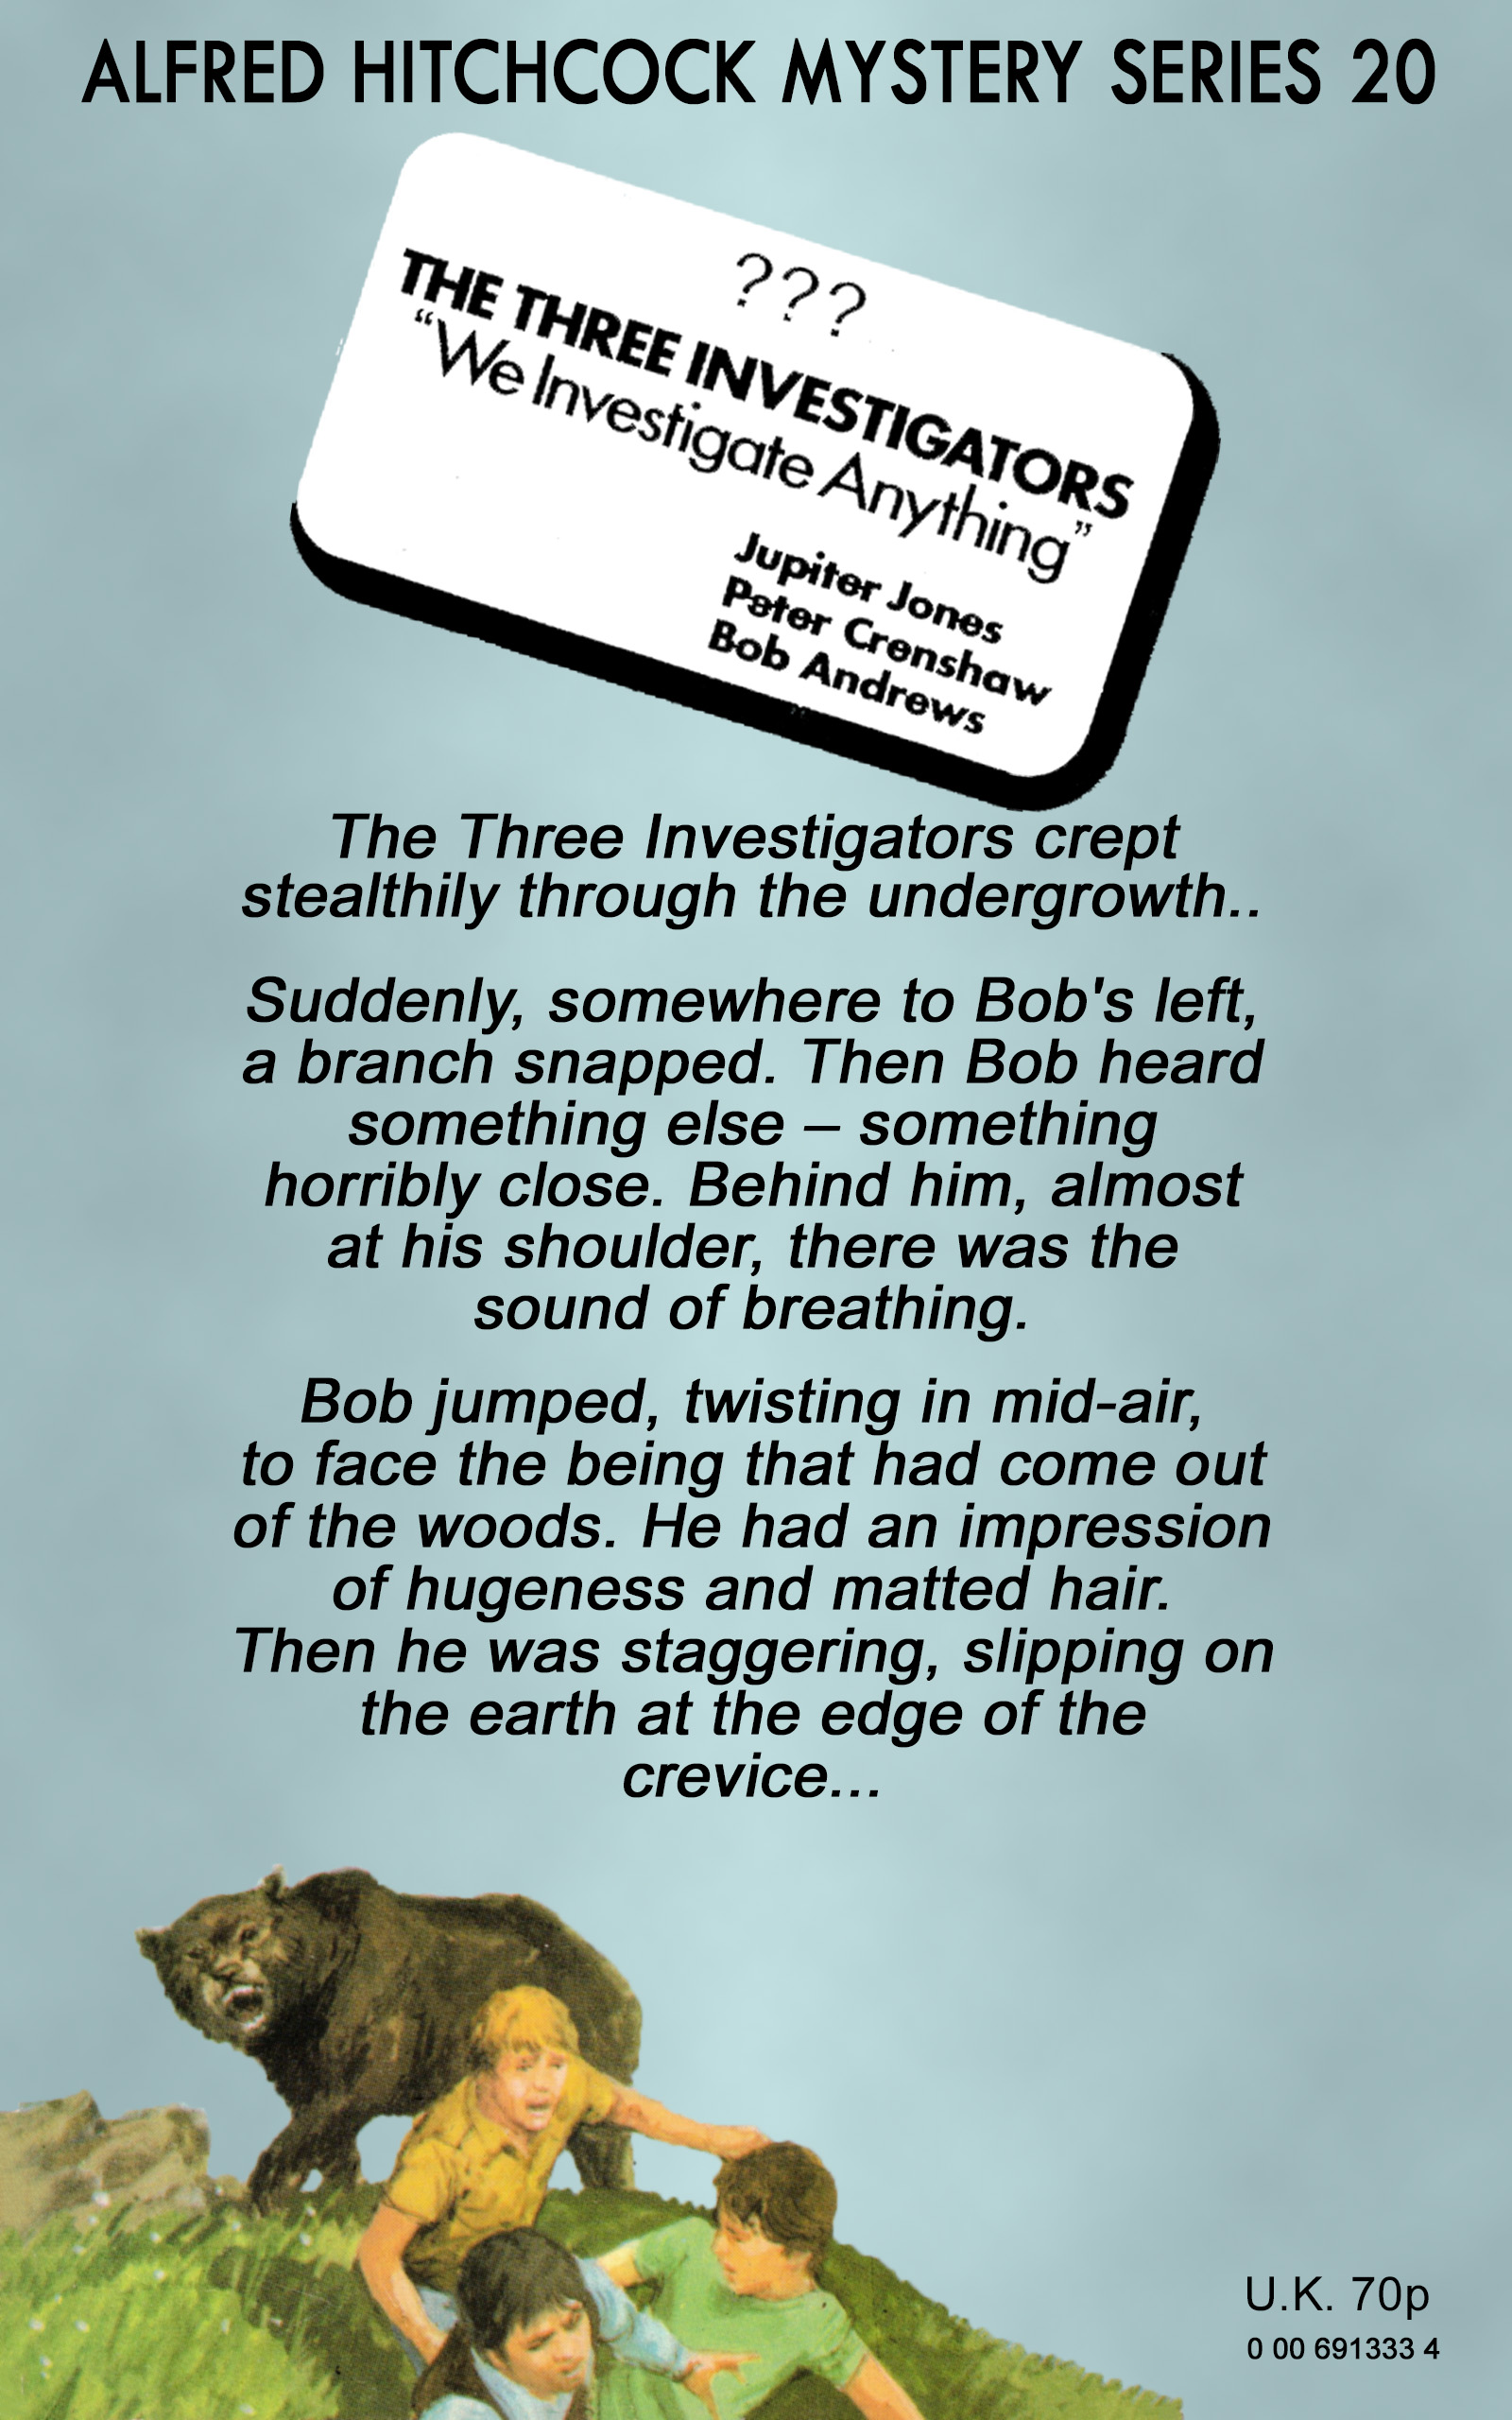 ALFRED HITCHCOCK MYSTERY SERIES 20
???
THE THREE INVESTIGATORS
“We Investigate Anything”
Jupiter Jones
Peter Crenshaw
Bob Andrews
The Three Investigators crept
stealthily through the undergrowth..
Suddenly, somewhere to Bob's left,
a branch snapped. Then Bob heard
something else – something
horribly close. Behind him, almost
at his shoulder, there was the
sound of breathing.
Bob jumped, twisting in mid-air,
to face the being that had come out
of the woods. He had an impression
of hugeness and matted hair.
Then he was staggering, slipping on
the earth at the edge of the
crevice...
U.K. 70p
0 00 691333 4